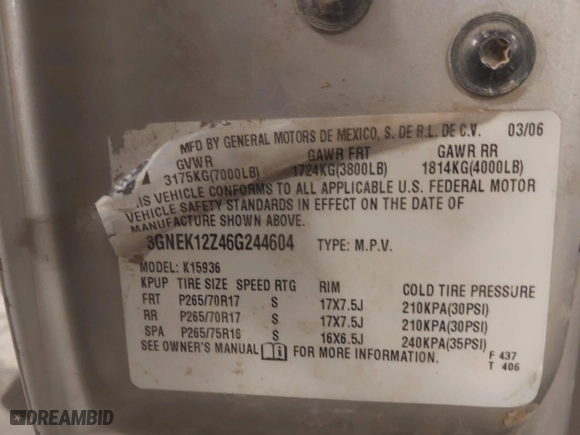 MFD BY GENERAL MOTORS DE MEXICO, S. DE R.L. DE C.V. 03/06
GVWR GAWR FRT GAWR RR
3175KG(7000LB) 1724KG(3800LB) 1814KG(4000LB)
THIS VEHICLE CONFORMS TO ALL APPLICABLE U.S. FEDERAL MOTOR
VEHICLE SAFETY STANDARDS IN EFFECT ON THE DATE OF
MANUFACTURE SHOWN ABOVE.
3GNEK12Z46G244604 TYPE: M.P.V.
MODEL: K15936
KPUP TIRE SIZE SPEED RTG RIM COLD TIRE PRESSURE
FRT P265/70R17 S 17X7.5J 210KPA(30PSI)
RR P265/70R17 S 17X7.5J 210KPA(30PSI)
SPA P265/75R16 S 16X6.5J 240KPA(35PSI)
SEE OWNER'S MANUAL FOR MORE INFORMATION.
F 437
T 406
DREAMBID